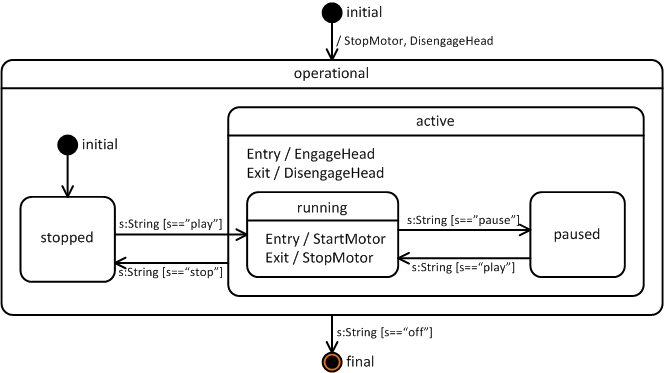 initial
/ StopMotor, DisengageHead
operational
active
initial
Entry / EngageHead
Exit / DisengageHead
running
s:String [s==”play”]
s:String [s==”pause”]
stopped
Entry / StartMotor
Exit / StopMotor
paused
s:String [s==“stop”]
s:String [s==“play”]
s:String [s==“off”]
final